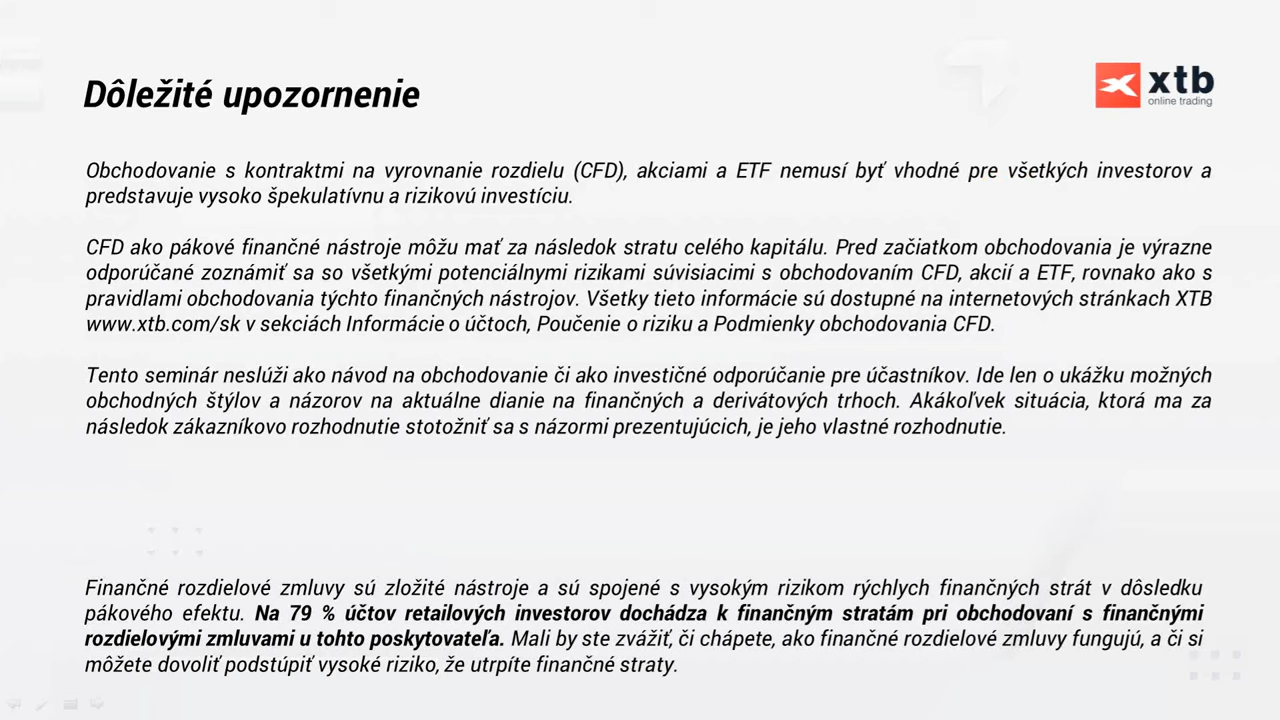 Dôležité upozornenie
xtb
online trading
Obchodovanie s kontraktmi na vyrovnanie rozdielu (CFD), akciami a ETF nemusí byť vhodné pre všetkých investorov a
predstavuje vysoko špekulatívnu a rizikovú investíciu.
CFD ako pákové finančné nástroje môžu mať za následok stratu celého kapitálu. Pred začiatkom obchodovania je výrazne
odporúčané zoznámiť sa so všetkými potenciálnymi rizikami súvisiacimi s obchodovaním CFD, akcií a ETF, rovnako ako s
pravidlami obchodovania týchto finančných nástrojov. Všetky tieto informácie sú dostupné na internetových stránkach XTB
www.xtb.com/sk v sekciách Informácie o účtoch, Poučenie o riziku a Podmienky obchodovania CFD.
Tento seminár neslúži ako návod na obchodovanie či ako investičné odporúčanie pre účastníkov. Ide len o ukážku možných
obchodných štýlov a názorov na aktuálne dianie na finančných a derivátových trhoch. Akákoľvek situácia, ktorá ma za
následok zákazníkovo rozhodnutie stotožniť sa s názormi prezentujúcich, je jeho vlastné rozhodnutie.
Finančné rozdielové zmluvy sú zložité nástroje a sú spojené s vysokým rizikom rýchlych finančných strát v dôsledku
pákového efektu. Na 79 % účtov retailových investorov dochádza k finančným stratám pri obchodovaní s finančnými
rozdielovými zmluvami u tohto poskytovateľa. Mali by ste zvážiť, či chápete, ako finančné rozdielové zmluvy fungujú, a či si
môžete dovoliť podstúpiť vysoké riziko, že utrpíte finančné straty.